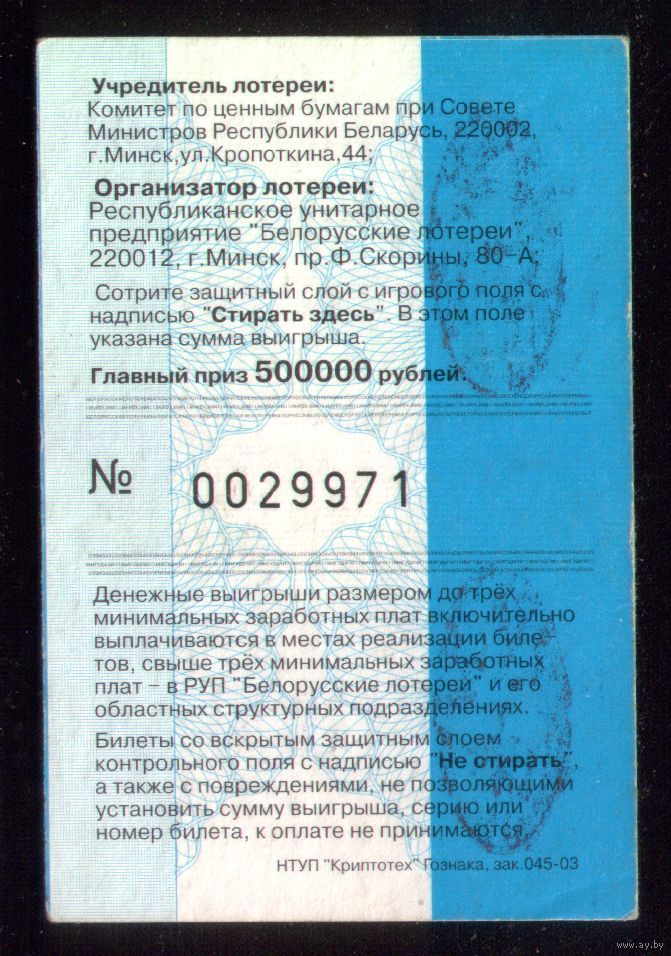 Учредитель лотереи:
Комитет по ценным бумагам при Совете
Министров Республики Беларусь, 220002,
г.Минск,ул.Кропоткина,44;
Организатор лотереи:
Республиканское унитарное
предприятие "Белорусские лотереи",
220012, г.Минск, пр.Ф.Скорины, 80-А;
Сотрите защитный слой с игрового поля с
надписью "Стирать здесь". В этом поле
указана сумма выигрыша.
Главный приз 500000 рублей.
№ 0029971
Денежные выигрыши размером до трёх
минимальных заработных плат включительно
выплачиваются в местах реализации биле-
тов, свыше трёх минимальных заработных
плат - в РУП "Белорусские лотереи" и его
областных структурных подразделениях.
Билеты со вскрытым защитным слоем
контрольного поля с надписью "Не стирать",
а также с повреждениями, не позволяющими
установить сумму выигрыша, серию или
номер билета, к оплате не принимаются.
НТУП "Криптотех" Гознака, зак.045-03
www.ay.by